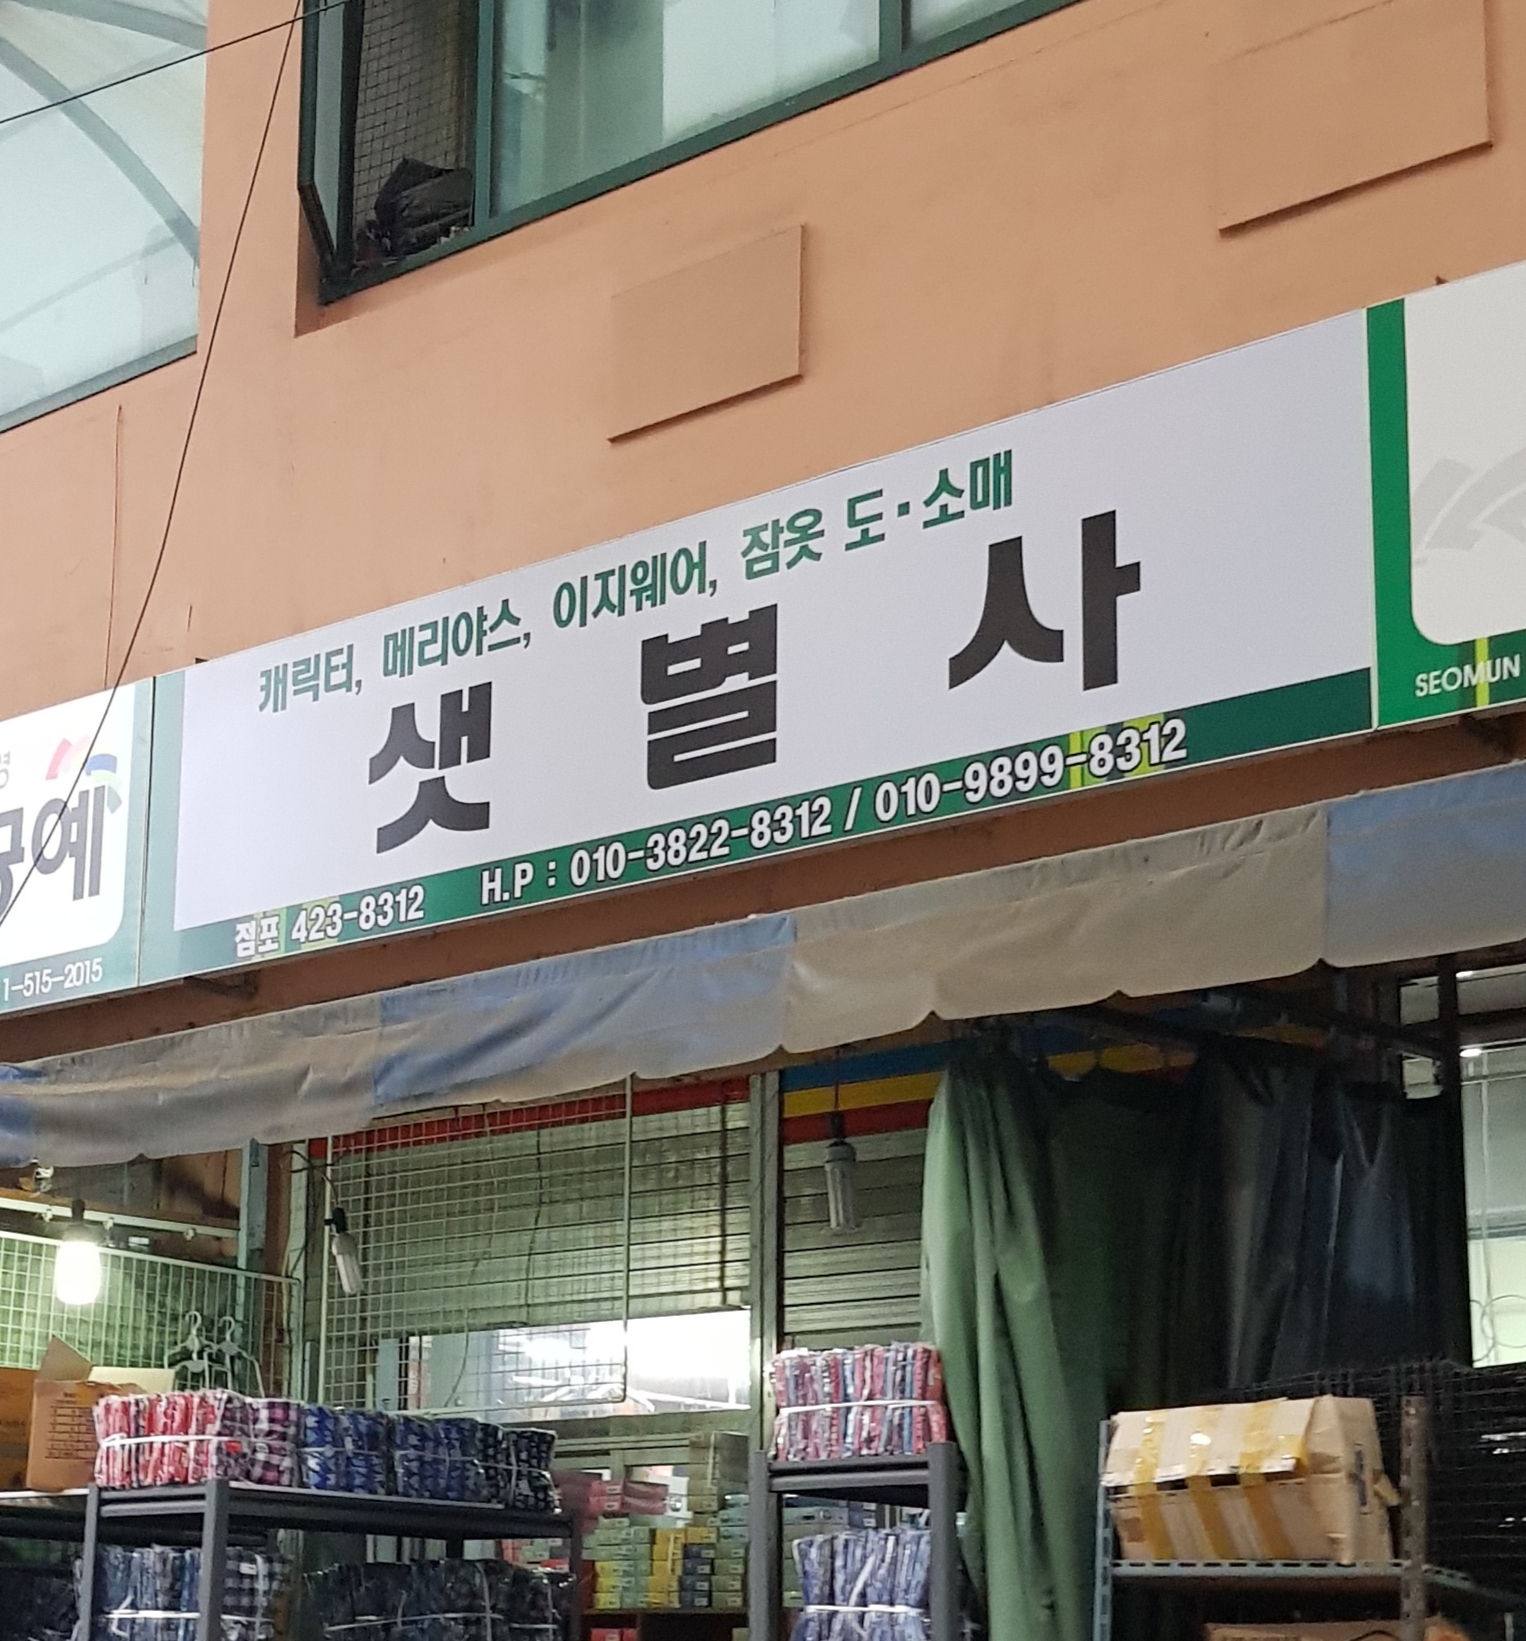 캐릭터, 메리야스, 이지웨어, 잠옷 도·소매
샛별사
점포 423-8312 H.P : 010-3822-8312 / 010-9899-8312
공예
1-515-2015
SEOMUN